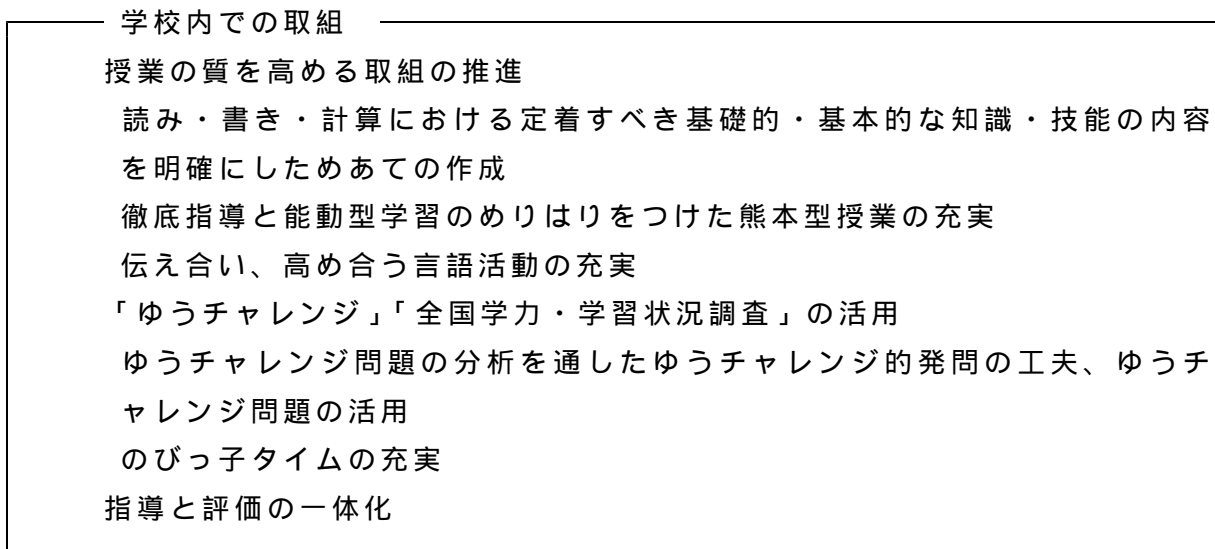 学校内での取組
授業の質を高める取組の推進
読み・書き・計算における定着すべき基礎的・基本的な知識・技能の内容
を明確にしためあての作成
徹底指導と能動型学習のめりはりをつけた熊本型授業の充実
伝え合い、高め合う言語活動の充実
「ゆうチャレンジ」「全国学力・学習状況調査」の活用
ゆうチャレンジ問題の分析を通したゆうチャレンジ的発問の工夫、ゆうチ
ャレンジ問題の活用
のびっ子タイムの充実
指導と評価の一体化